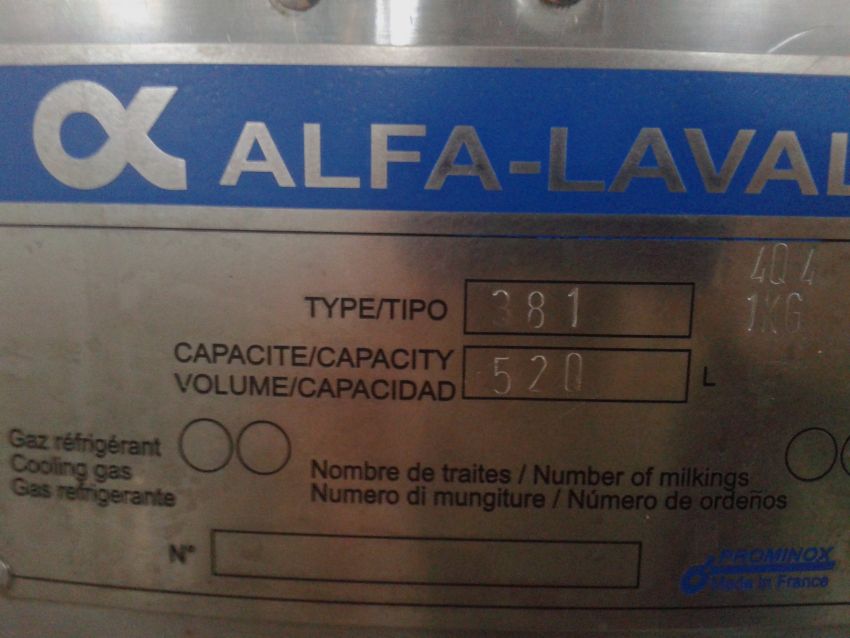 ALFA-LAVAL
4Q4
1KG
TYPE/TIPO 381
CAPACITE/CAPACITY
VOLUME/CAPACIDAD 520 L
Gaz réfrigérant
Cooling gas
Gas refrigerante
Nombre de traites / Number of milkings
Numero di mungiture / Número de ordeños
N°
PROMINOX
Made In France